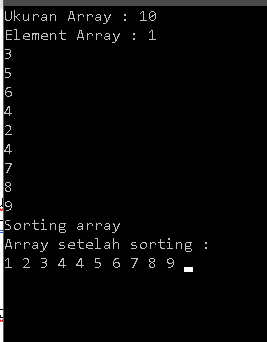 Ukuran Array : 10
Element Array : 1
3
5
6
4
2
4
7
8
9
Sorting array
Array setelah sorting :
1 2 3 4 4 5 6 7 8 9